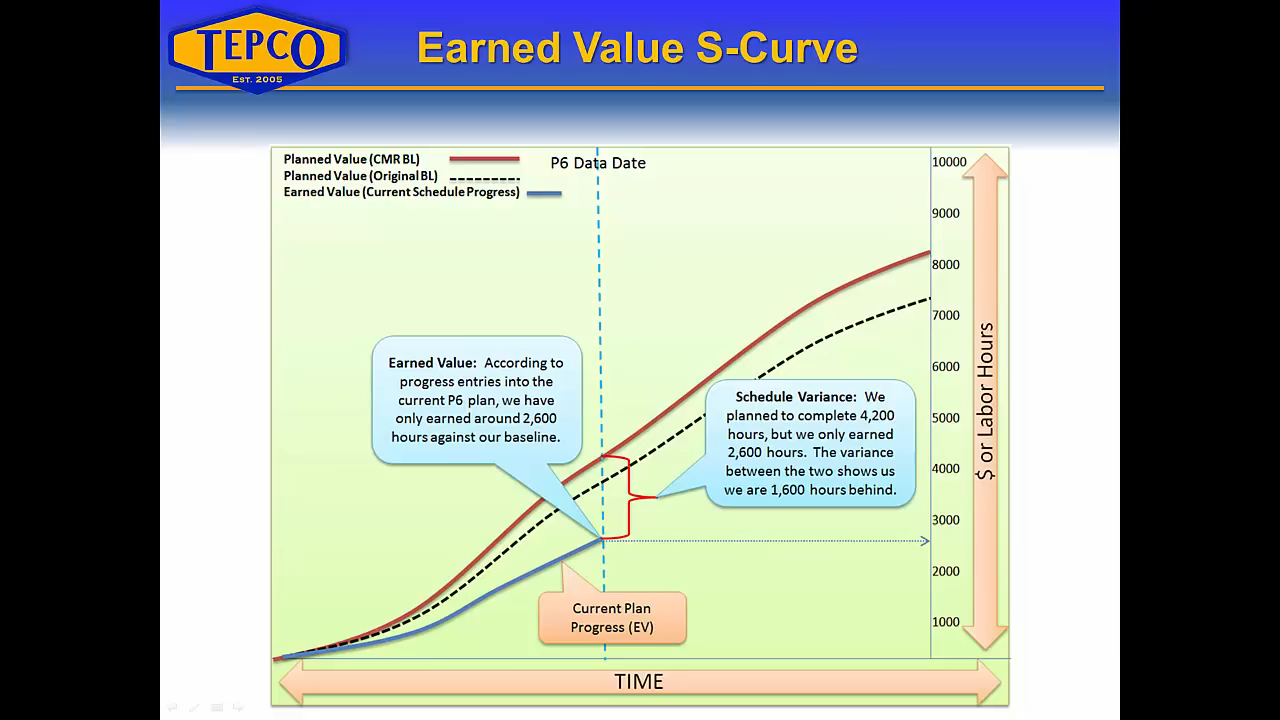 TEPCO
EST. 2005
Earned Value S-Curve
Planned Value (CMR BL)
Planned Value (Original BL)
Earned Value (Current Schedule Progress)
P6 Data Date
10000
9000
8000
7000
6000
5000
4000
3000
2000
1000
$ or Labor Hours
Earned Value: According to
progress entries into the
current P6 plan, we have
only earned around 2,600
hours against our baseline.
Schedule Variance: We
planned to complete 4,200
hours, but we only earned
2,600 hours. The variance
between the two shows us
we are 1,600 hours behind.
Current Plan
Progress (EV)
TIME